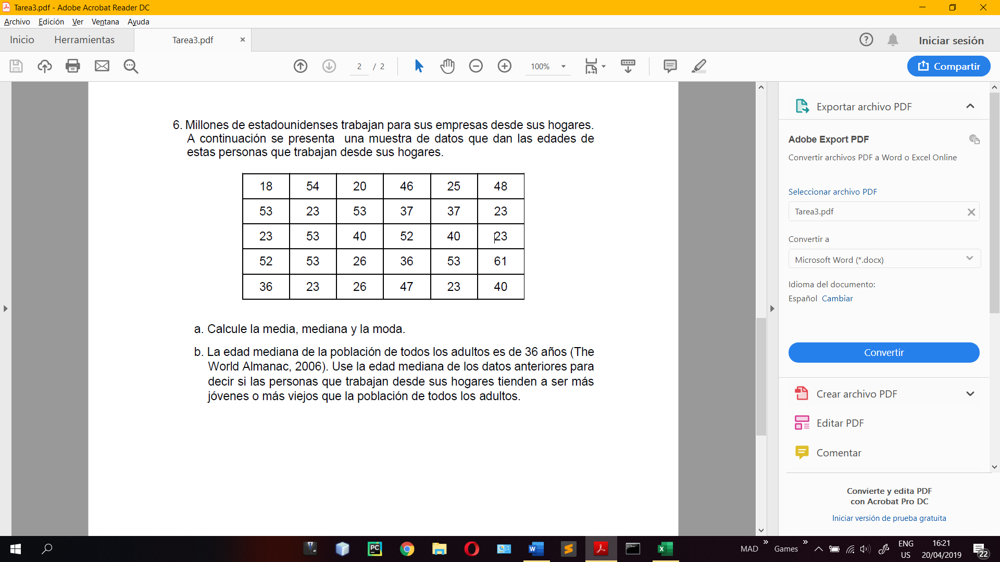 Tarea3.pdf - Adobe Acrobat Reader DC
Archivo Edición Ver Ventana Ayuda
Inicio Herramientas Tarea3.pdf × Iniciar sesión
2 / 2 100% Compartir
6. Millones de estadounidenses trabajan para sus empresas desde sus hogares.
A continuación se presenta una muestra de datos que dan las edades de
estas personas que trabajan desde sus hogares.
18 54 20 46 25 48
53 23 53 37 37 23
23 53 40 52 40 23
52 53 26 36 53 61
36 23 26 47 23 40
a. Calcule la media, mediana y la moda.
b. La edad mediana de la población de todos los adultos es de 36 años (The
World Almanac, 2006). Use la edad mediana de los datos anteriores para
decir si las personas que trabajan desde sus hogares tienden a ser más
jóvenes o más viejos que la población de todos los adultos.
Exportar archivo PDF
Adobe Export PDF
Convertir archivos PDF a Word o Excel Online
Seleccionar archivo PDF
Tarea3.pdf
Convertir a
Microsoft Word (*.docx)
Idioma del documento:
Español Cambiar
Convertir
Crear archivo PDF
Editar PDF
Comentar
Convierte y edita PDF
con Acrobat Pro DC
Iniciar versión de prueba gratuita
PC W X MAD » Games » ENG
US
16:21
20/04/2019
22